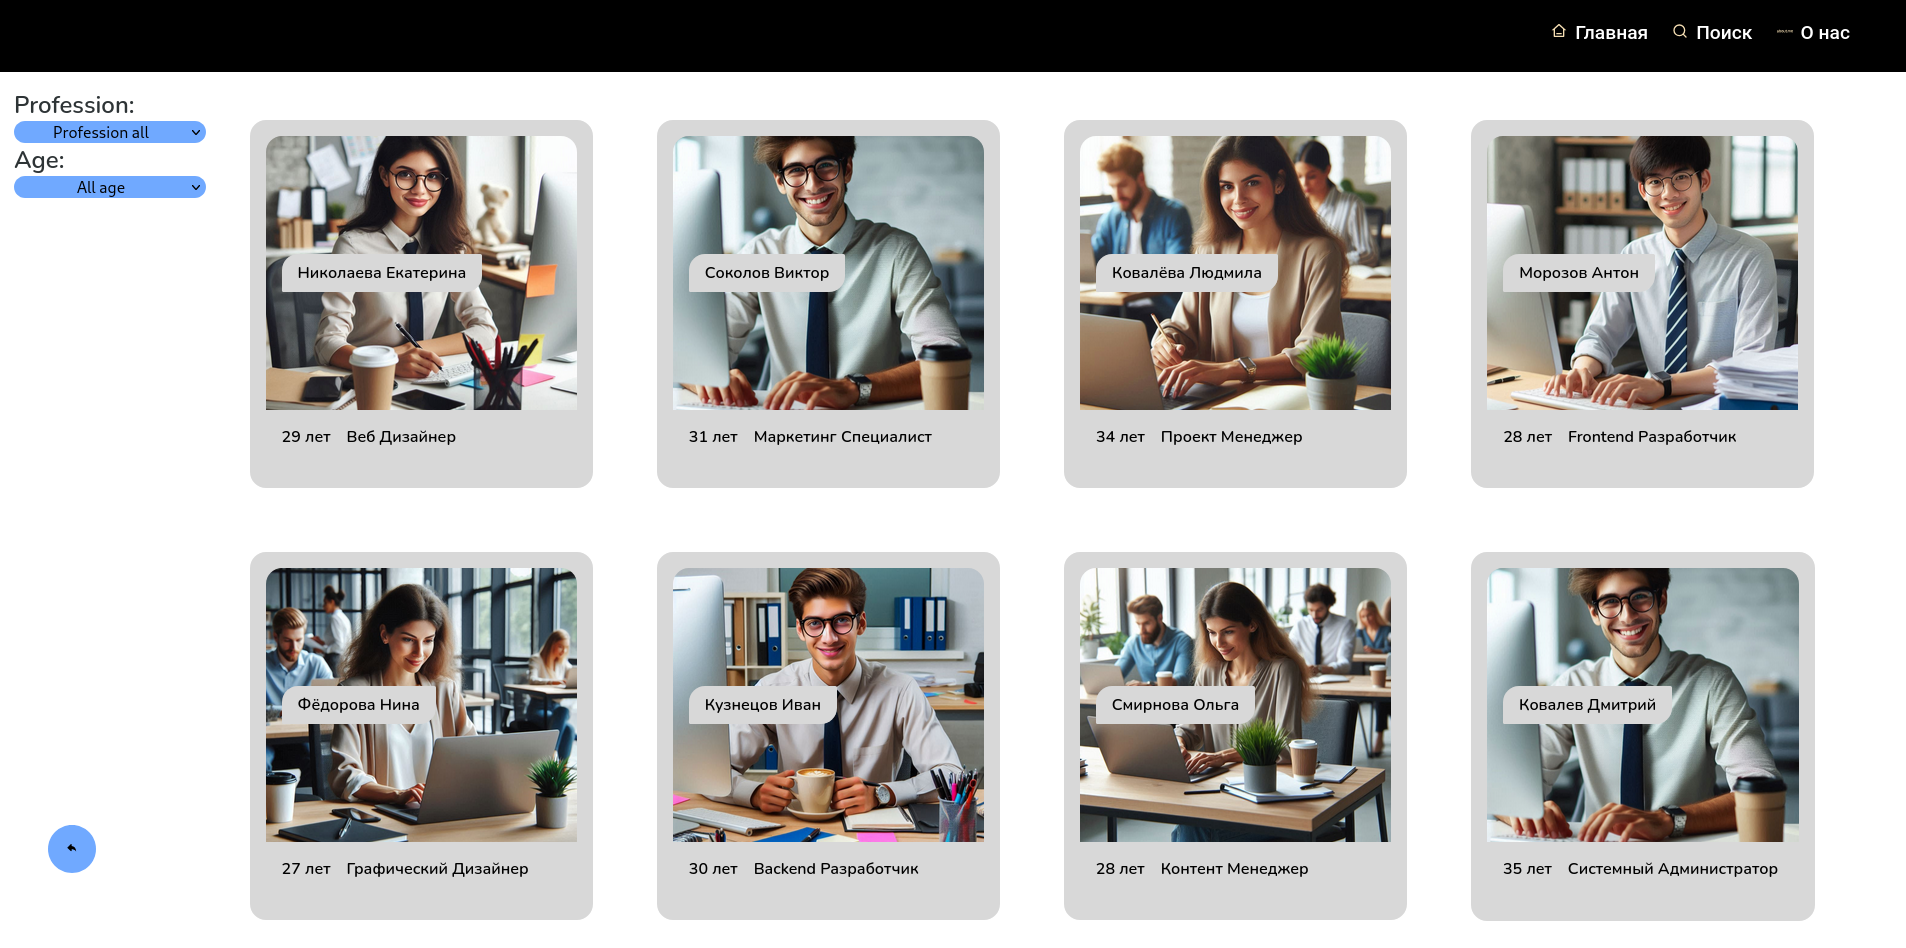 Главная
Поиск
О нас
Profession:
Profession all
Age:
All age
Николаева Екатерина
29 лет Веб Дизайнер
Соколов Виктор
31 лет Маркетинг Специалист
Ковалёва Людмила
34 лет Проект Менеджер
Морозов Антон
28 лет Frontend Разработчик
Фёдорова Нина
27 лет Графический Дизайнер
Кузнецов Иван
30 лет Backend Разработчик
Смирнова Ольга
28 лет Контент Менеджер
Ковалев Дмитрий
35 лет Системный Администратор